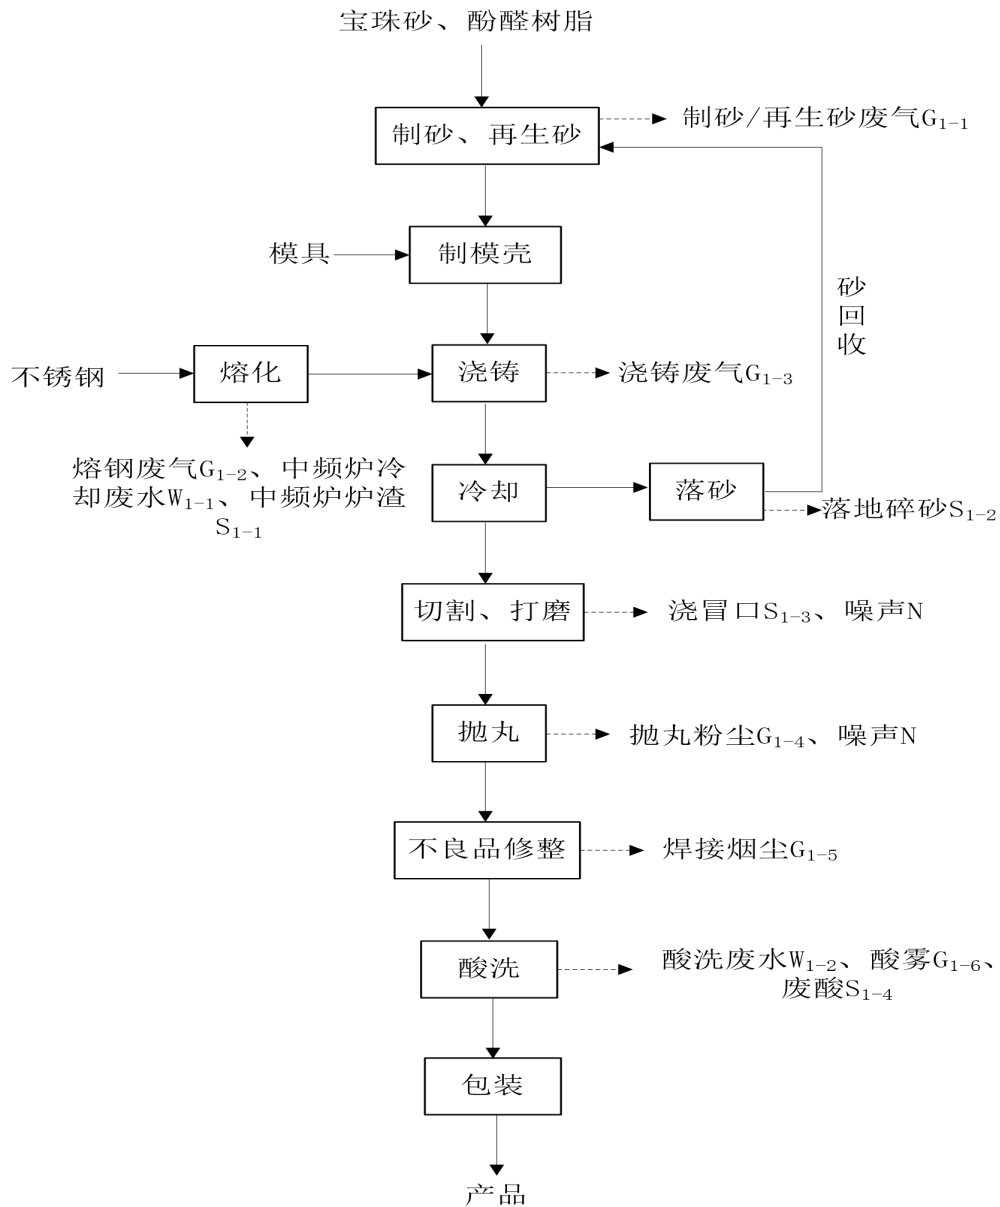 宝珠砂、酚醛树脂
制砂、再生砂
制砂/再生砂废气G1-1
模具
制模壳
砂
回
收
不锈钢
熔化
浇铸
浇铸废气G1-3
熔钢废气G1-2、中频炉冷
却废水W1-1、中频炉炉渣
S1-1
冷却
落砂
落地碎砂S1-2
切割、打磨
浇冒口S1-3、噪声N
抛丸
抛丸粉尘G1-4、噪声N
不良品修整
焊接烟尘G1-5
酸洗
酸洗废水W1-2、酸雾G1-6、
废酸S1-4
包装
产品